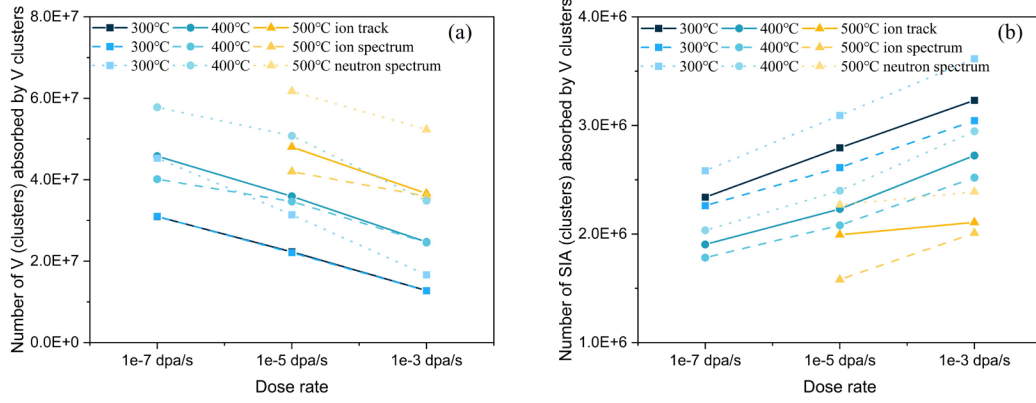 Number of V (clusters) absorbed by V clusters
8.0E+7
6.0E+7
4.0E+7
2.0E+7
0.0E+0
300℃ 400℃ 500℃ ion track
300℃ 400℃ 500℃ ion spectrum
300℃ 400℃ 500℃ neutron spectrum
(a)
1e-7 dpa/s 1e-5 dpa/s 1e-3 dpa/s
Dose rate
Number of SIA (clusters) absorbed by V clusters
4.0E+6
3.0E+6
2.0E+6
1.0E+6
300℃ 400℃ 500℃ ion track
300℃ 400℃ 500℃ ion spectrum
300℃ 400℃ 500℃ neutron spectrum
(b)
1e-7 dpa/s 1e-5 dpa/s 1e-3 dpa/s
Dose rate